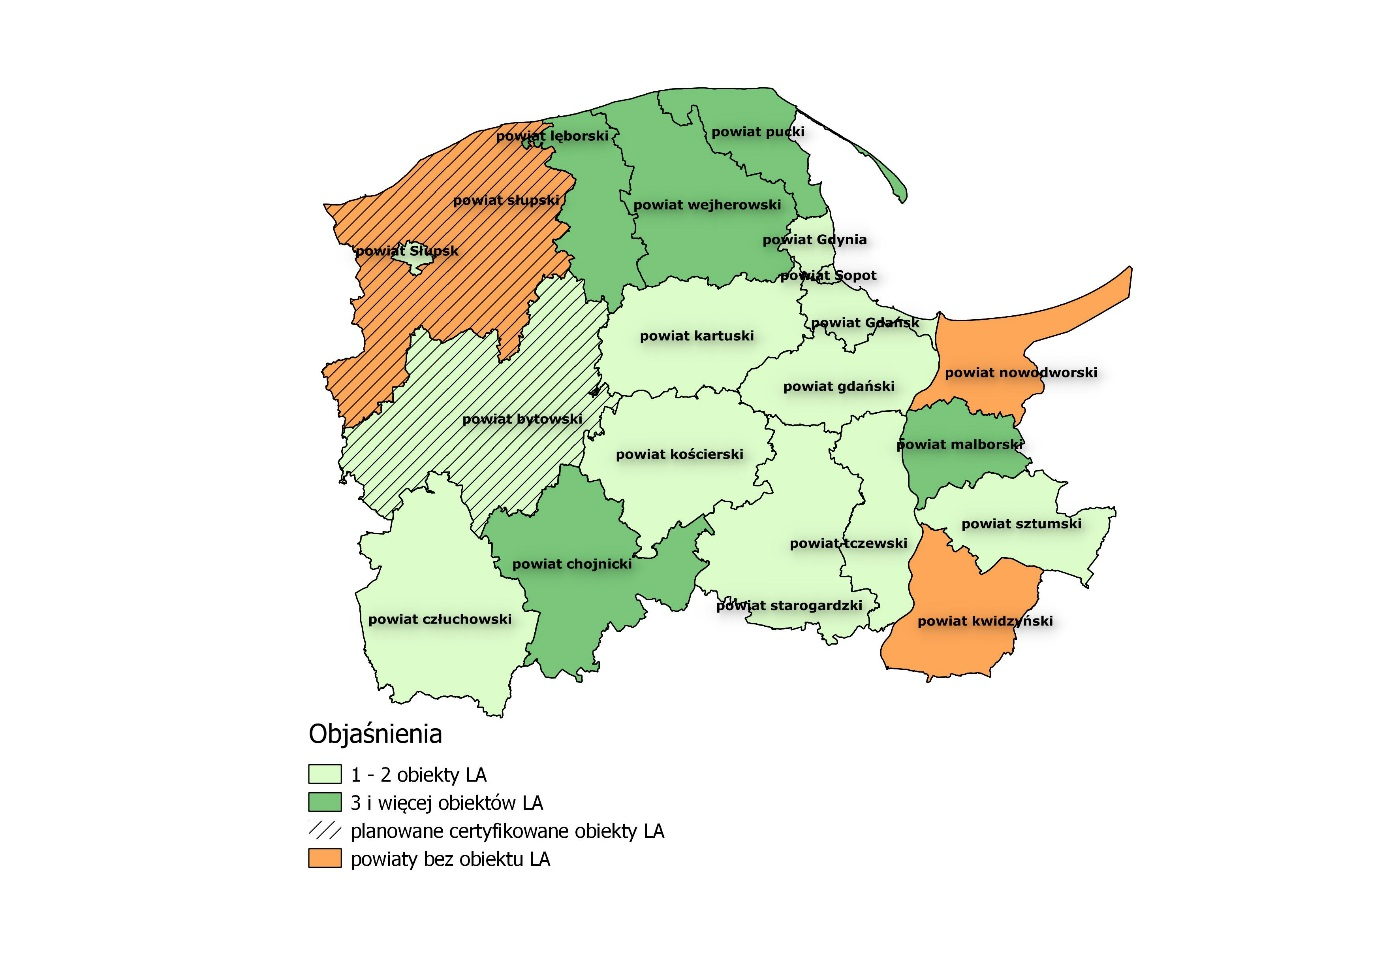 powiat pucki
powiat lęborski
powiat słupski
powiat wejherowski
powiat Gdynia
powiat Słupsk
powiat Sopot
powiat Gdańsk
powiat kartuski
powiat nowodworski
powiat gdański
powiat bytowski
powiat malborski
powiat kościerski
powiat sztumski
powiat tczewski
powiat chojnicki
powiat starogardzki
powiat człuchowski
powiat kwidzyński
Objaśnienia
1 - 2 obiekty LA
3 i więcej obiektów LA
planowane certyfikowane obiekty LA
powiaty bez obiektu LA